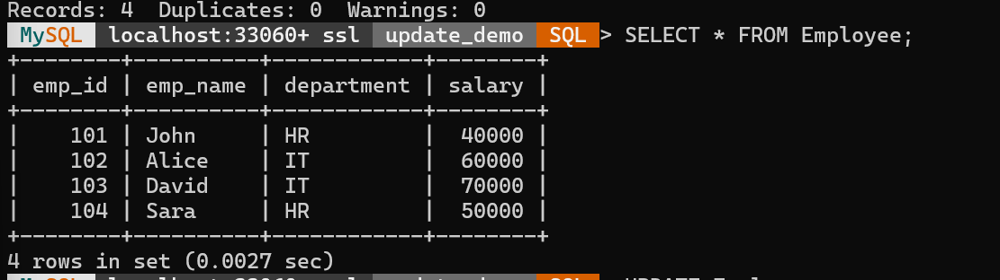 Records: 4  Duplicates: 0  Warnings: 0
MySQL  localhost:33060+ ssl  update_demo  SQL > SELECT * FROM Employee;
+--------+----------+------------+--------+
| emp_id | emp_name | department | salary |
+--------+----------+------------+--------+
|    101 | John     | HR         |  40000 |
|    102 | Alice    | IT         |  60000 |
|    103 | David    | IT         |  70000 |
|    104 | Sara     | HR         |  50000 |
+--------+----------+------------+--------+
4 rows in set (0.0027 sec)